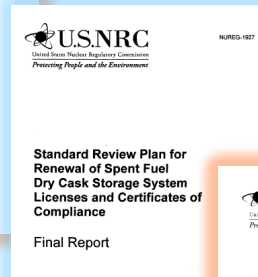 U.S.NRC
NUREG-1927
United States Nuclear Regulatory Commission
Protecting People and the Environment
Standard Review Plan for
Renewal of Spent Fuel
Dry Cask Storage System
Licenses and Certificates of
Compliance
Final Report